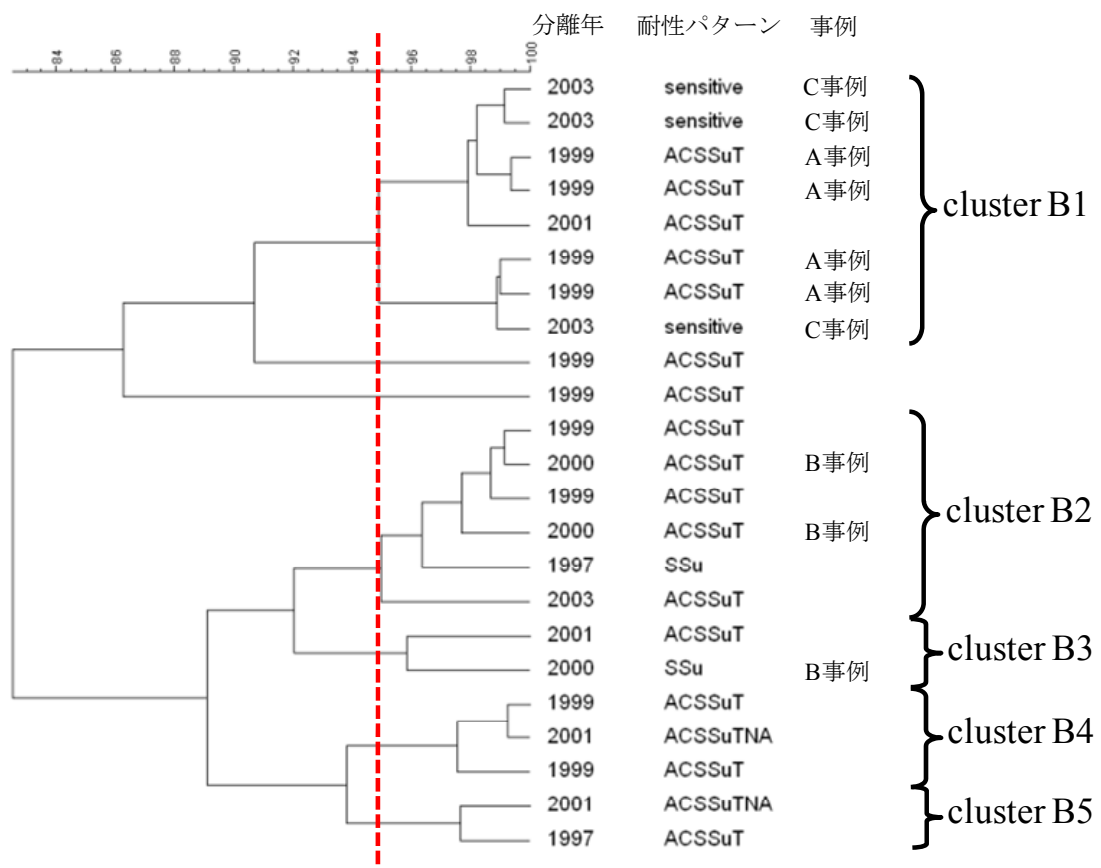 分離年 耐性パターン 事例
84 86 88 90 92 94 96 98 100
2003 sensitive C事例
2003 sensitive C事例
1999 ACSSuT A事例
1999 ACSSuT A事例
2001 ACSSuT
cluster B1
1999 ACSSuT A事例
1999 ACSSuT A事例
2003 sensitive C事例
1999 ACSSuT
1999 ACSSuT
1999 ACSSuT
2000 ACSSuT B事例
1999 ACSSuT
cluster B2
2000 ACSSuT B事例
1997 SSu
2003 ACSSuT
2001 ACSSuT
cluster B3
2000 SSu B事例
1999 ACSSuT
2001 ACSSuTNA
cluster B4
1999 ACSSuT
2001 ACSSuTNA
cluster B5
1997 ACSSuT